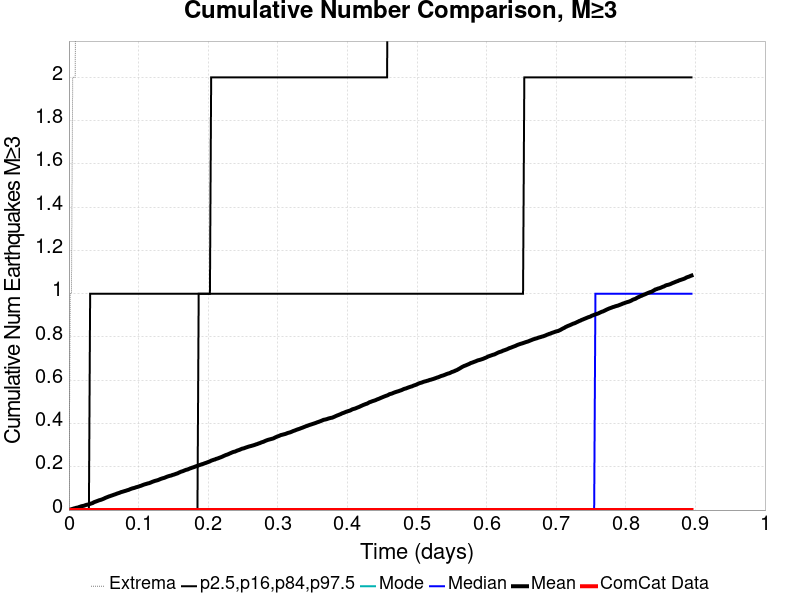 Cumulative Number Comparison, M≥3
Cumulative Num Earthquakes M≥3
2
1.8
1.6
1.4
1.2
1
0.8
0.6
0.4
0.2
0
0 0.1 0.2 0.3 0.4 0.5 0.6 0.7 0.8 0.9 1
Time (days)
Extrema p2.5,p16,p84,p97.5 Mode Median Mean ComCat Data